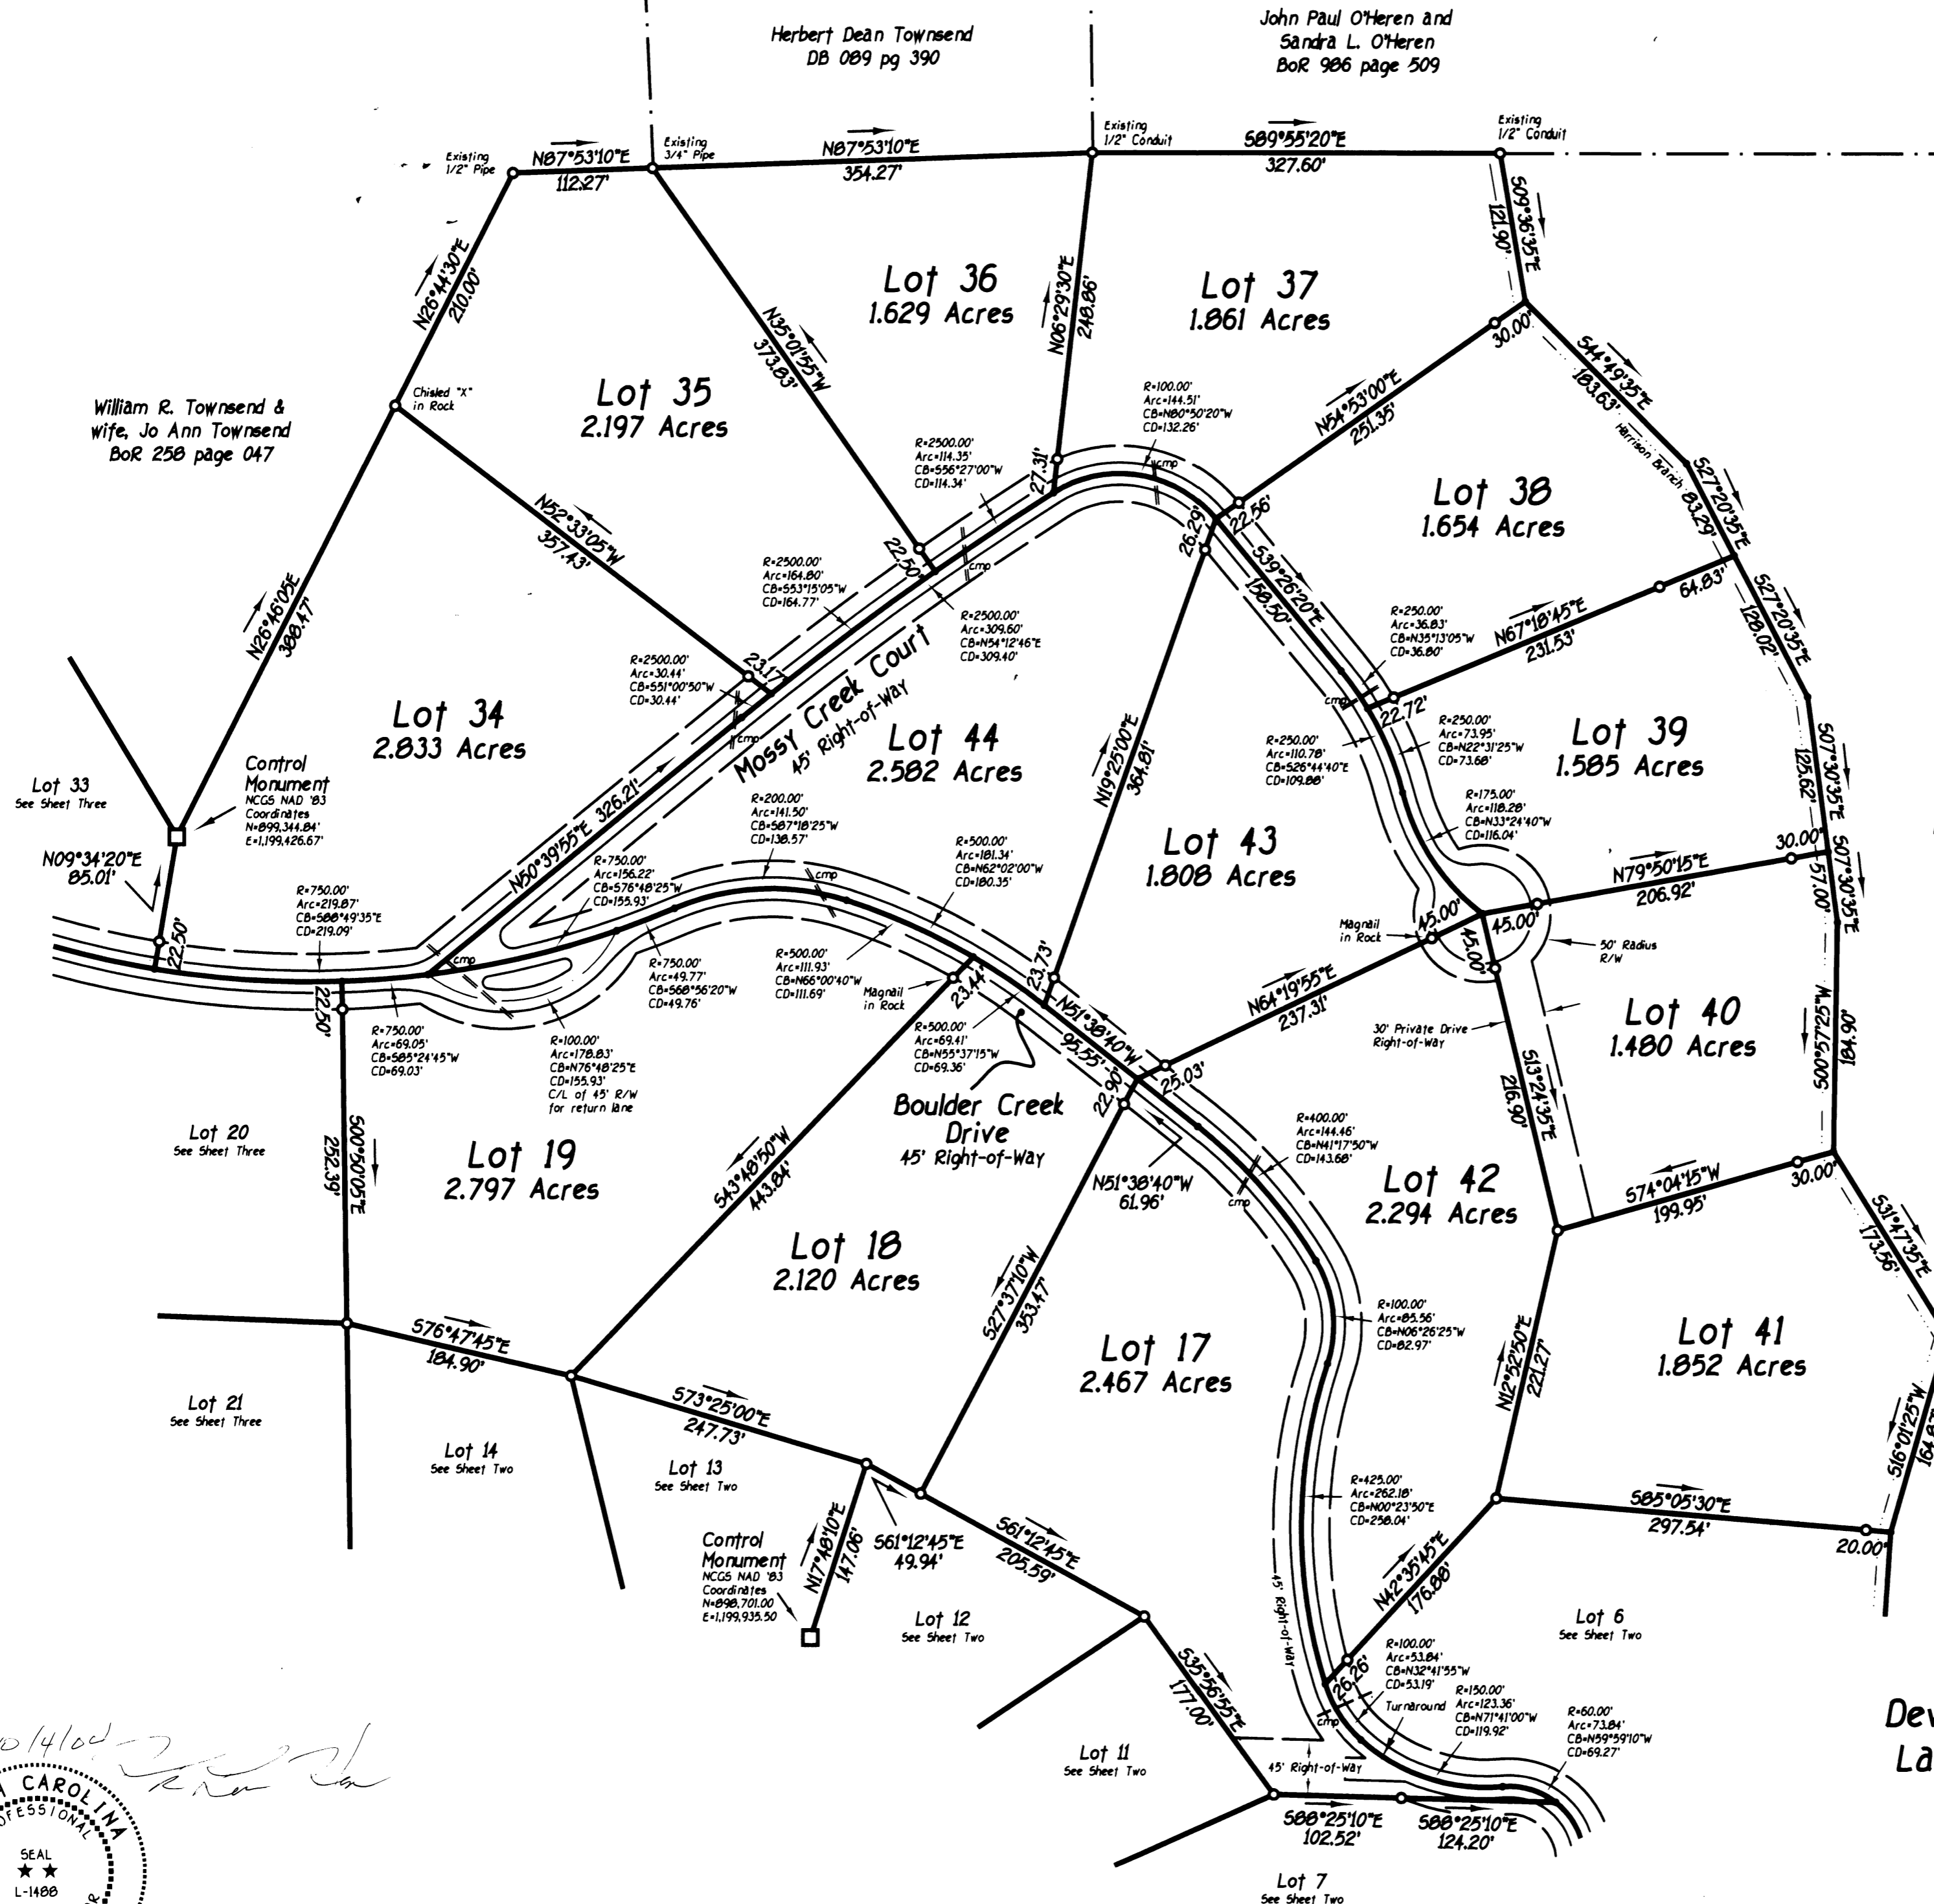 Herbert Dean Townsend
DB 089 pg 390
John Paul O'Heren and
Sandra L. O'Heren
BoR 986 page 509
Existing
1/2" Pipe
N87°53'10"E
112.27'
Existing
3/4" Pipe
N87°53'10"E
354.27'
Existing
1/2" Conduit
S89°55'20"E
327.60'
Existing
1/2" Conduit
S09°36'35"E
121.90'
N26°44'30"E
210.00'
Lot 36
1.629 Acres
N06°29'30"E
248.86'
Lot 37
1.861 Acres
30.00'
S44°49'35"E
183.63'
Harrison Branch
William R. Townsend &
wife, Jo Ann Townsend
BoR 258 page 047
Chisled "X"
in Rock
Lot 35
2.197 Acres
N35°01'55"W
373.83'
R=2500.00'
Arc=114.35'
CB=S56°27'00"W
CD=114.34'
27.31'
R=100.00'
Arc=144.51'
CB=N80°50'20"W
CD=132.26'
cmp
N54°53'00"E
251.35'
Lot 38
1.654 Acres
S27°20'35"E
83.29'
N52°33'05"W
357.43'
22.50'
cmp
26.29'
22.56'
S39°26'20"E
158.50'
64.83'
S27°20'35"E
128.02'
N26°46'05E
388.47'
R=2500.00'
Arc=164.80'
CB=S53°15'05"W
CD=164.77'
R=2500.00'
Arc=309.60'
CB=N54°12'46"E
CD=309.40'
R=250.00'
Arc=36.83'
CB=N35°13'05"W
CD=36.80'
N67°18'45"E
231.53'
R=2500.00'
Arc=30.44'
CB=S51°00'50"W
CD=30.44'
23.17'
cmp
Mossy Creek Court
45' Right-of-Way
Lot 34
2.833 Acres
Lot 44
2.582 Acres
N19°25'00"E
364.81'
cmp
22.72'
R=250.00'
Arc=110.78'
CB=S26°44'40"E
CD=109.88'
R=250.00'
Arc=73.95'
CB=N22°31'25"W
CD=73.68'
Lot 39
1.585 Acres
S07°30'35"E
125.62'
Lot 33
See Sheet Three
Control
Monument
NCGS NAD '83
Coordinates
N=899,344.84'
E=1,199,426.67'
N09°34'20"E
85.01'
22.50'
N50°39'55"E 326.21'
R=200.00'
Arc=141.50'
CB=S87°18'25"W
CD=138.57'
R=175.00'
Arc=118.28'
CB=N33°24'40"W
CD=116.04'
R=750.00'
Arc=219.87'
CB=S88°49'35"E
CD=219.09'
R=750.00'
Arc=156.22'
CB=S76°48'25"W
CD=155.93'
cmp
R=500.00'
Arc=181.34'
CB=N62°02'00"W
CD=180.35'
Lot 43
1.808 Acres
N79°50'15"E
206.92'
30.00'
S07°30'35"E
57.00'
Magnail
in Rock
45.00'
45.00'
45.00'
50' Radius
R/W
cmp
22.50'
R=750.00'
Arc=49.77'
CB=S68°56'20"W
CD=49.76'
R=500.00'
Arc=111.93'
CB=N66°00'40"W
CD=111.69'
Magnail
in Rock
23.44'
23.73'
N64°19'55"E
237.31'
30' Private Drive
Right-of-Way
Lot 40
1.480 Acres
S00°57'25"W
184.90'
R=750.00'
Arc=69.05'
CB=S85°24'45"W
CD=69.03'
R=100.00'
Arc=178.83'
CB=N76°48'25"E
CD=155.93'
C/L of 45' R/W
for return lane
R=500.00'
Arc=69.41'
CB=N55°37'15"W
CD=69.36'
N51°38'40"W
95.55'
25.03'
22.90'
S13°24'35"E
216.90'
Lot 20
See Sheet Three
S00°50'05"E
252.39'
Lot 19
2.797 Acres
S43°48'50"W
443.84'
Boulder Creek
Drive
45' Right-of-Way
N51°38'40"W
61.96'
R=400.00'
Arc=144.46'
CB=N41°17'50"W
CD=143.68'
cmp
Lot 42
2.294 Acres
S74°04'15"W
199.95'
30.00'
S31°47'35"E
173.56'
Lot 18
2.120 Acres
S27°37'10"W
353.47'
S76°47'45"E
184.90'
Lot 17
2.467 Acres
R=100.00'
Arc=85.56'
CB=N06°26'25"W
CD=82.97'
N12°52'50"E
221.27'
Lot 41
1.852 Acres
S16°01'25"W
Lot 21
See Sheet Three
Lot 14
See Sheet Two
S73°25'00"E
247.73'
Lot 13
See Sheet Two
R=425.00'
Arc=262.18'
CB=N00°23'50"E
CD=258.04'
S85°05'30"E
297.54'
20.00'
Control
Monument
NCGS NAD '83
Coordinates
N=898,701.00
E=1,199,935.50
N17°48'10"E
147.06'
S61°12'45"E
49.94'
S61°12'45"E
205.59'
N42°35'45"E
176.88'
45' Right-of-Way
Lot 12
See Sheet Two
Lot 6
See Sheet Two
S35°56'55"E
177.00'
26.26'
cmp
R=100.00'
Arc=53.84'
CB=N32°41'55"W
CD=53.19'
Turnaround
R=150.00'
Arc=123.36'
CB=N71°41'00"W
CD=119.92'
R=60.00'
Arc=73.84'
CB=N59°59'10"W
CD=69.27'
Dev
La
Lot 11
See Sheet Two
45' Right-of-Way
S88°25'10"E
102.52'
S88°25'10"E
124.20'
10/4/04
CAROLINA
SEAL
L-1488
Lot 7
See Sheet Two